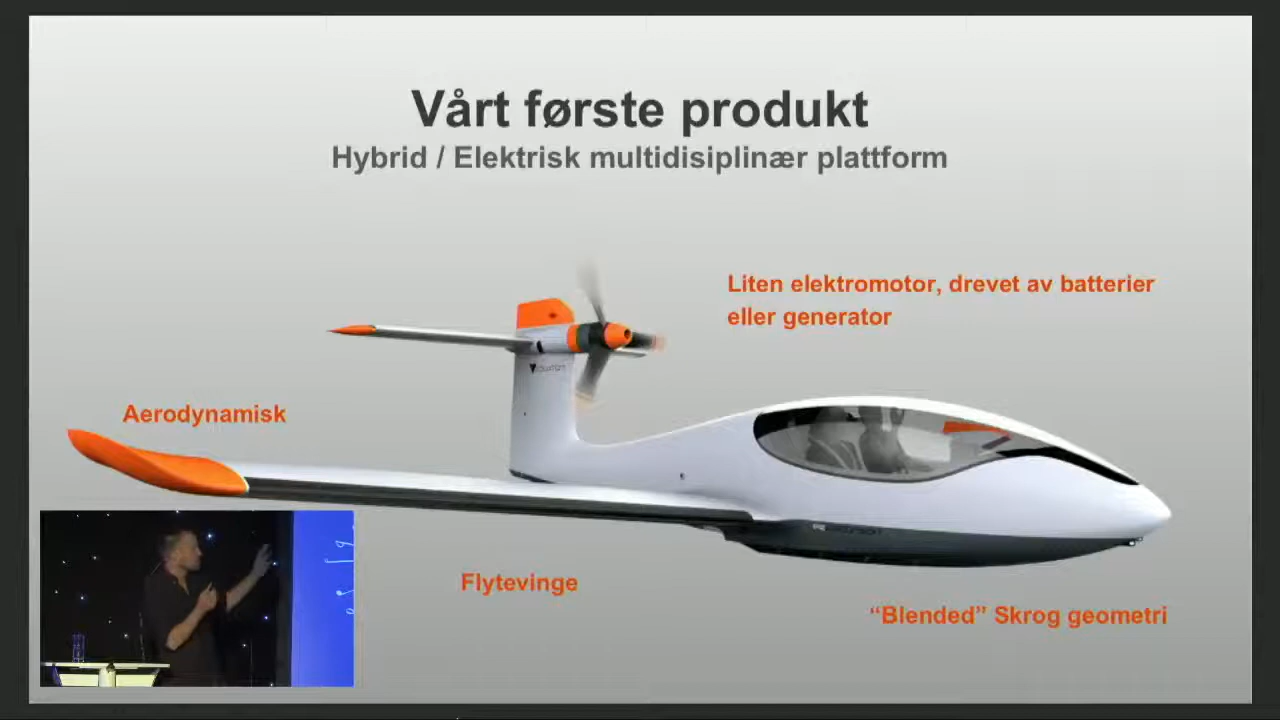 Vårt første produkt
Hybrid / Elektrisk multidisiplinær plattform
Liten elektromotor, drevet av batterier
eller generator
Aerodynamisk
Flytevinge
“Blended” Skrog geometri